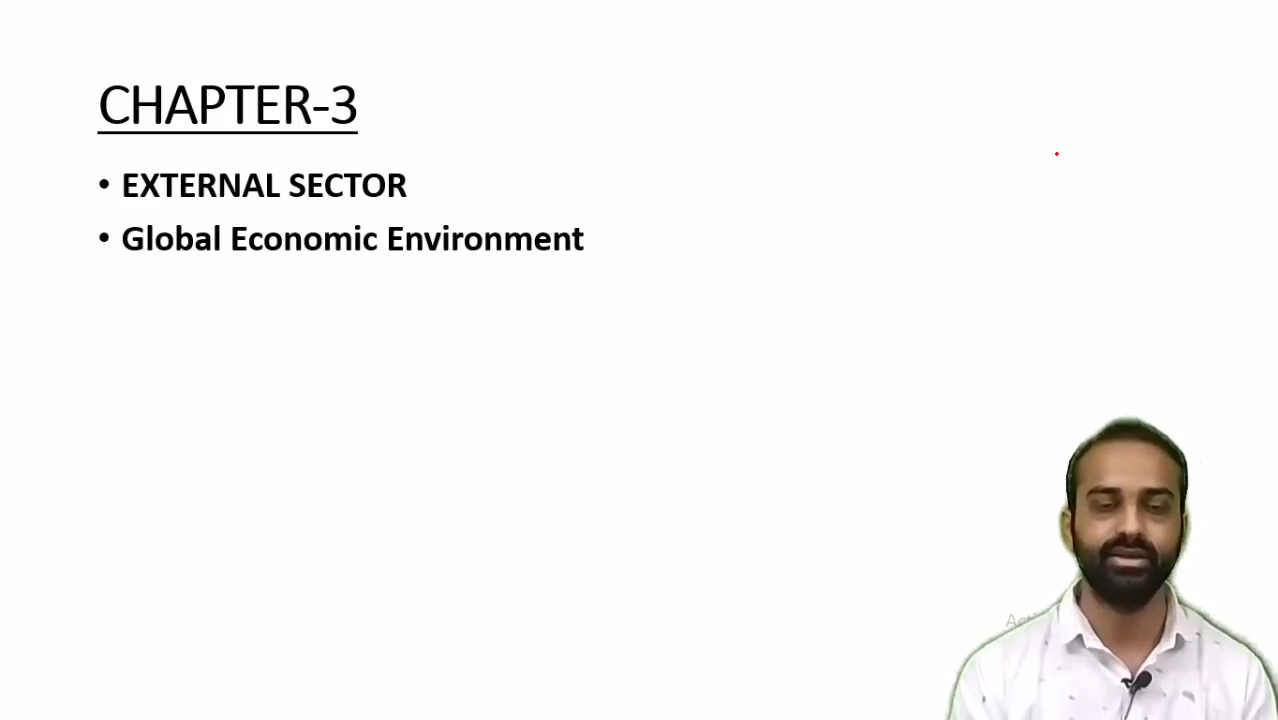 CHAPTER-3
• EXTERNAL SECTOR
• Global Economic Environment